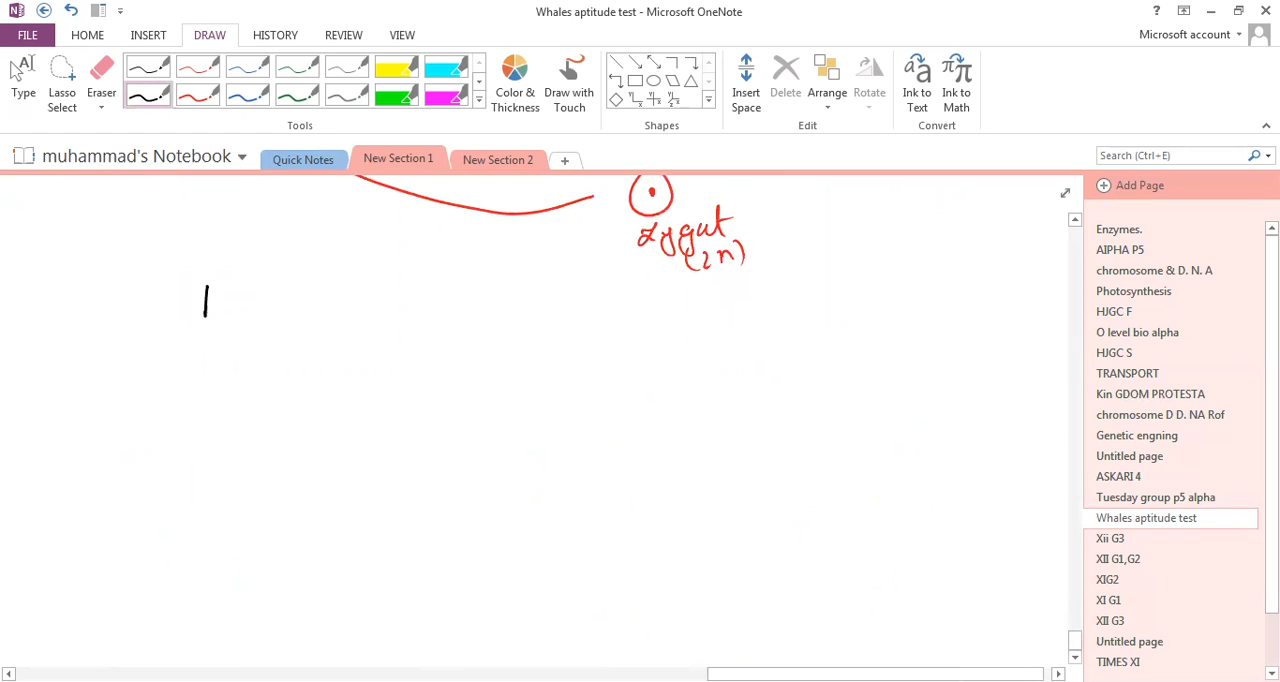 Whales aptitude test - Microsoft OneNote
FILE HOME INSERT DRAW HISTORY REVIEW VIEW
Microsoft account
Type Lasso Select Eraser Color & Thickness Draw with Touch Insert Space Delete Arrange Rotate Ink to Text Ink to Math
Tools Shapes Edit Convert
muhammad's Notebook Quick Notes New Section 1 New Section 2
Search (Ctrl+E)
Add Page
zygut
(2n)
Enzymes.
AIPHA P5
chromosome & D. N. A
Photosynthesis
HJGC F
O level bio alpha
HJGC S
TRANSPORT
Kin GDOM PROTESTA
chromosome D D. NA Rof
Genetic engning
Untitled page
ASKARI 4
Tuesday group p5 alpha
Whales aptitude test
Xii G3
XII G1,G2
XIG2
XI G1
XII G3
Untitled page
TIMES XI